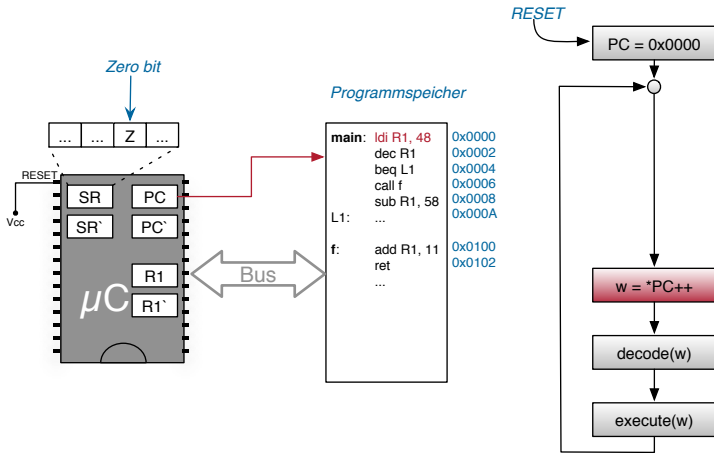 RESET
PC = 0x0000
Zero bit
Programmspeicher
... ... Z ...
main: ldi R1, 48 0x0000
dec R1 0x0002
beq L1 0x0004
call f 0x0006
sub R1, 58 0x0008
L1: ... 0x000A
f: add R1, 11 0x0100
ret 0x0102
...
RESET
Vcc
SR PC
SR` PC`
R1
R1`
µC
Bus
w = *PC++
decode(w)
execute(w)